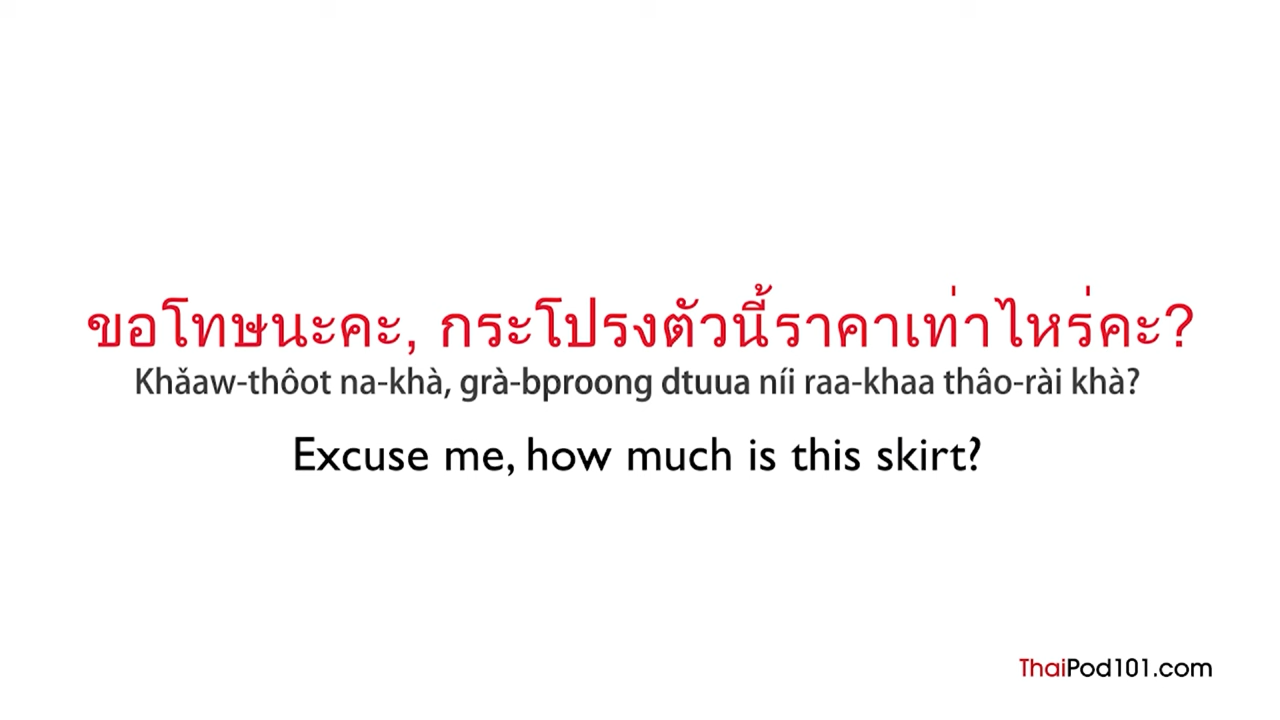 ขอโทษนะคะ, กระโปรงตัวนี้ราคาเท่าไหร่คะ?
Khǎaw-thôot na-khà, grà-bproong dtuua níi raa-khaa thâo-rài khà?
Excuse me, how much is this skirt?
ThaiPod101.com